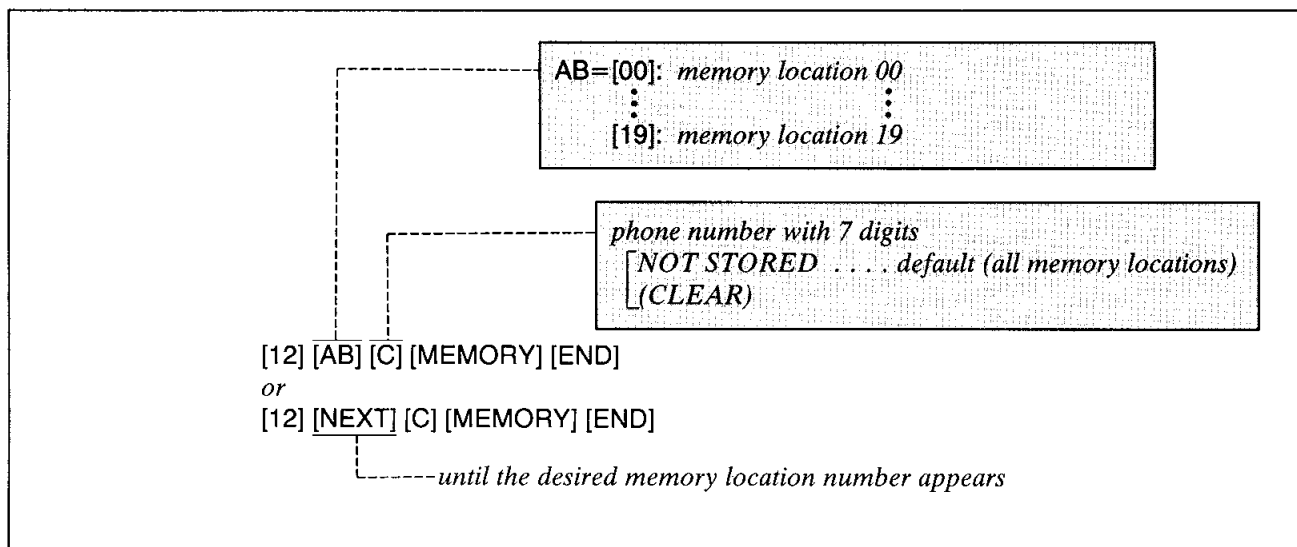 AB=[00]: memory location 00
[19]: memory location 19
phone number with 7 digits
NOT STORED . . . . default (all memory locations)
(CLEAR)
[12] [AB] [C] [MEMORY] [END]
or
[12] [NEXT] [C] [MEMORY] [END]
until the desired memory location number appears